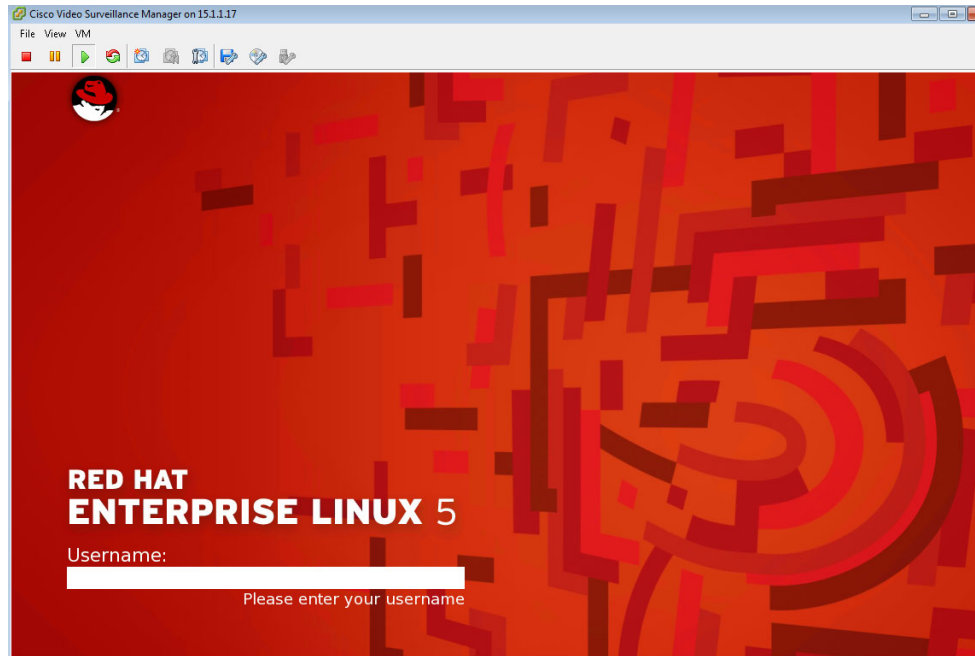 Cisco Video Surveillance Manager on 15.1.1.17
File View VM
RED HAT
ENTERPRISE LINUX 5
Username:
Please enter your username